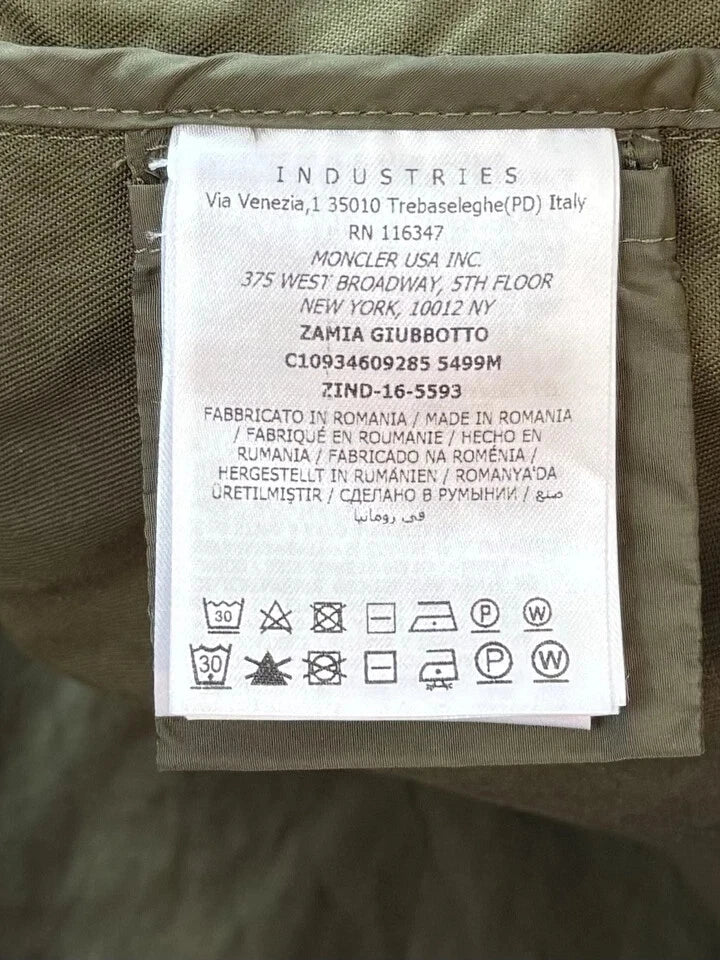 INDUSTRIES
Via Venezia,1 35010 Trebaseleghe(PD) Italy
RN 116347
MONCLER USA INC.
375 WEST BROADWAY, 5TH FLOOR
NEW YORK, 10012 NY
ZAMIA GIUBBOTTO
C10934609285 5499M
ZIND-16-5593
FABBRICATO IN ROMANIA / MADE IN ROMANIA
/ FABRIQUÉ EN ROUMANIE / HECHO EN
RUMANIA / FABRICADO NA ROMÉNIA /
HERGESTELLT IN RUMÄNIEN / ROMANYA'DA
ÜRETILMIŞTIR / СДЕЛАНО В РУМЫНИИ / صنع
في رومانيا
30 P W
30 P W